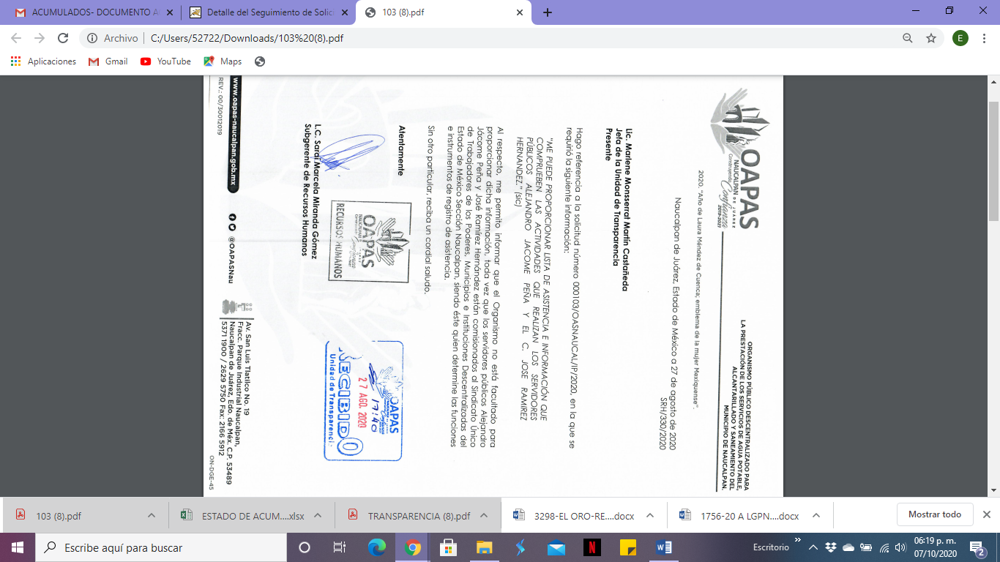 ACUMULADOS- DOCUMENTO A
Detalle del Seguimiento de Solici
103 (8).pdf
Archivo
C:/Users/52722/Downloads/103%20(8).pdf
E
Aplicaciones
Gmail
YouTube
Maps
OAPAS
NAUCALPAN DE JUÁREZ
Construyendo
Confianza
2019-2021
ORGANISMO PÚBLICO DESCENTRALIZADO PARA
LA PRESTACIÓN DE LOS SERVICIOS DE AGUA POTABLE,
ALCANTARILLADO Y SANEAMIENTO DEL
MUNICIPIO DE NAUCALPAN.
2020. "Año de Laura Méndez de Cuenca; emblema de la mujer Mexiquense".
Naucalpan de Juárez, Estado de México a 27 de agosto de 2020
SRH/330/2020
Lic. Marlene Monsserrat Martín Castañeda
Jefa de la Unidad de Transparencia
Presente
Hago referencia a la solicitud número 000103/OASNAUCAL/IP/2020, en la que se
requirió la siguiente información:
"ME PUEDE PROPORCIONAR LISTA DE ASISTENCIA E INFORMACIÓN QUE
COMPRUEBEN LAS ACTIVIDADES QUE REALIZAN LOS SERVIDORES
PÚBLICOS ALEJANDRO JACOME PEÑA Y EL C. JOSE RAMIREZ
HERNANDEZ." (sic)
Al respecto, me permito informar que el Organismo no está facultado para
proporcionar dicha información, toda vez que los servidores públicos Alejandro
Jácome Peña y José Ramírez Hernández están comisionados al Sindicato Único
de Trabajadores de los Poderes, Municipios e Instituciones Descentralizadas del
Estado de México Sección Naucalpan, siendo éste quien determine las funciones
e instrumentos de registro de asistencia.
Sin otro particular, reciba un cordial saludo.
Atentamente
OAPAS
RECURSOS HUMANOS
OAPAS
17:40
27 AGO. 2020
RECIBIDO
Unidad de Transparencia
L.C. Saraí Marcela Miranda Gómez
Subgerente de Recursos Humanos
www.oapas-naucalpan.gob.mx
@OAPASNau
Av. San Luis Tlatilco No. 19
Fracc. Parque Industrial Naucalpan,
Naucalpan de Juárez, Edo. de Méx. C.P. 53489
5371 1900 / 2629 5750 Fax: 2166 5912
REV.: 00/30012019
ON-DGE-45
103 (8).pdf
ESTADO DE ACUM....xlsx
TRANSPARENCIA (8).pdf
3298-EL ORO-RE....docx
1756-20 A LGPN....docx
Mostrar todo
Escribe aquí para buscar
Escritorio
06:19 p. m.
07/10/2020
2